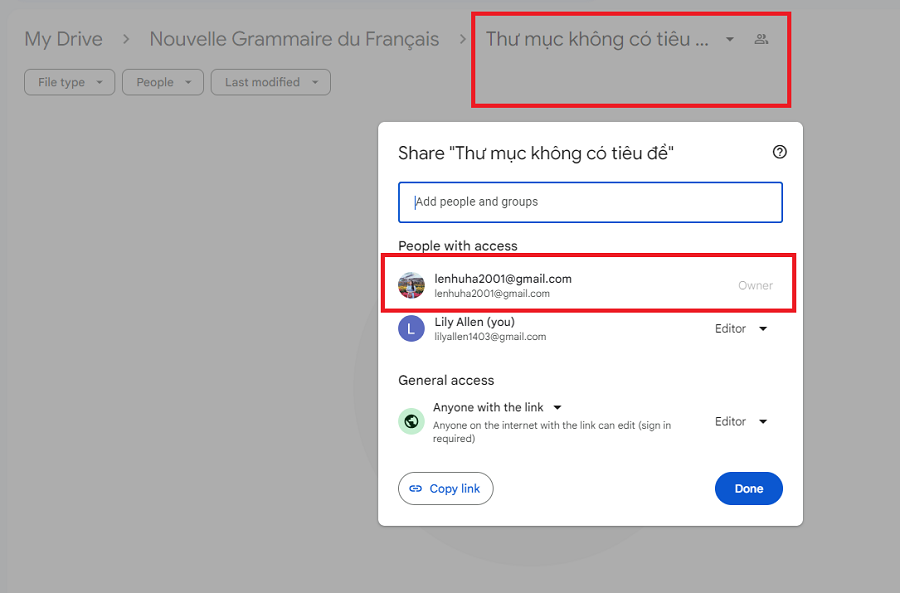 My Drive > Nouvelle Grammaire du Français > Thư mục không có tiêu ...
File type People Last modified
Share "Thư mục không có tiêu đề"
Add people and groups
People with access
lenhuha2001@gmail.com
lenhuha2001@gmail.com
Owner
L
Lily Allen (you)
lilyallen1403@gmail.com
Editor
General access
Anyone with the link
Anyone on the internet with the link can edit (sign in
required)
Editor
Copy link
Done